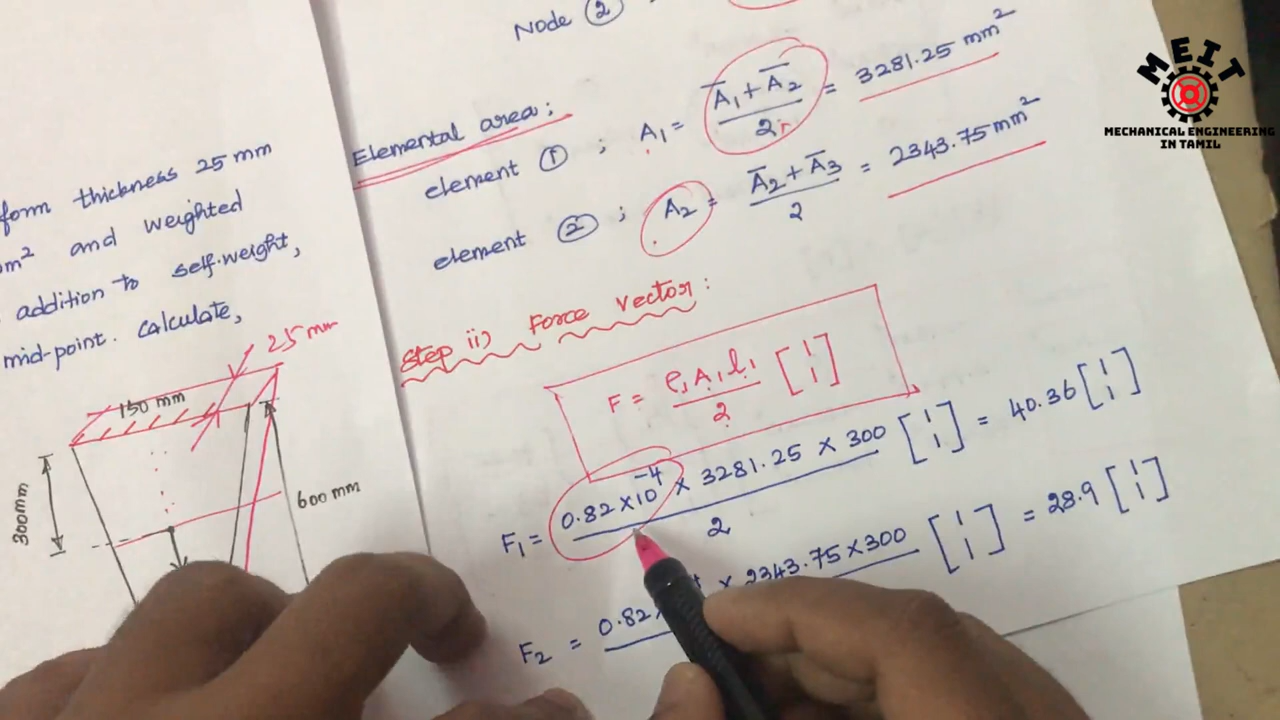 Node ②
Elemental area:
element ① ; A₁ = (A̅₁ + A̅₂)/2 = 3281.25 mm²
element ② ; A₂ = (A̅₂ + A̅₃)/2 = 2343.75 mm²
Step ii) Force vector:
F = ρ₁A₁l₁/2 [1 1]
F₁ = 0.82 × 10⁻⁴ × 3281.25 × 300 / 2 [1 1] = 40.36 [1 1]
F₂ = 0.82 × 2343.75 × 300 [1 1] = 28.9 [1 1]
form thickness 25 mm
m² and weighted
addition to self-weight,
mid-point. calculate,
25 mm
150 mm
300mm
600 mm
MEIT
MECHANICAL ENGINEERING
IN TAMIL